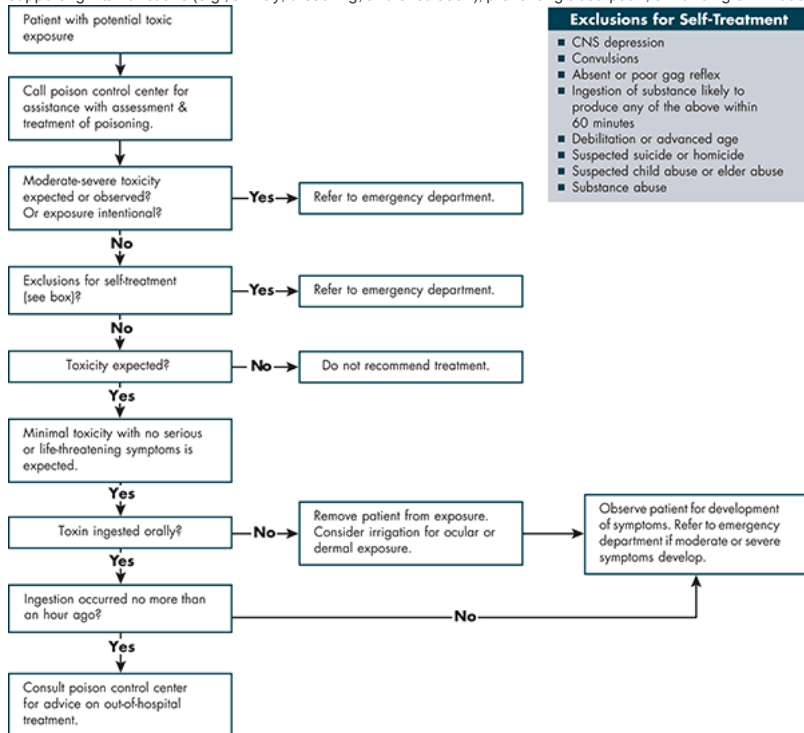 Patient with potential toxic
exposure
Exclusions for Self-Treatment
■ CNS depression
■ Convulsions
■ Absent or poor gag reflex
■ Ingestion of substance likely to
produce any of the above within
60 minutes
■ Debilitation or advanced age
■ Suspected suicide or homicide
■ Suspected child abuse or elder abuse
■ Substance abuse
Call poison control center for
assistance with assessment &
treatment of poisoning.
Moderate-severe toxicity
expected or observed?
Or exposure intentional?
Yes
Refer to emergency department.
No
Exclusions for self-treatment
(see box)?
Yes
Refer to emergency department.
No
Toxicity expected?
No
Do not recommend treatment.
Yes
Minimal toxicity with no serious
or life-threatening symptoms is
expected.
Yes
Toxin ingested orally?
No
Remove patient from exposure.
Consider irrigation for ocular or
dermal exposure.
Observe patient for development
of symptoms. Refer to emergency
department if moderate or severe
symptoms develop.
Yes
Ingestion occurred no more than
an hour ago?
No
Yes
Consult poison control center
for advice on out-of-hospital
treatment.